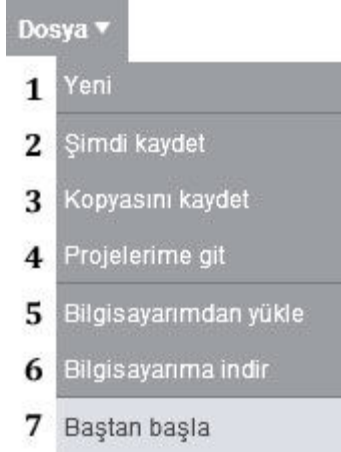 Dosya ▼
1 Yeni
2 Şimdi kaydet
3 Kopyasını kaydet
4 Projelerime git
5 Bilgisayarımdan yükle
6 Bilgisayarıma indir
7 Baştan başla